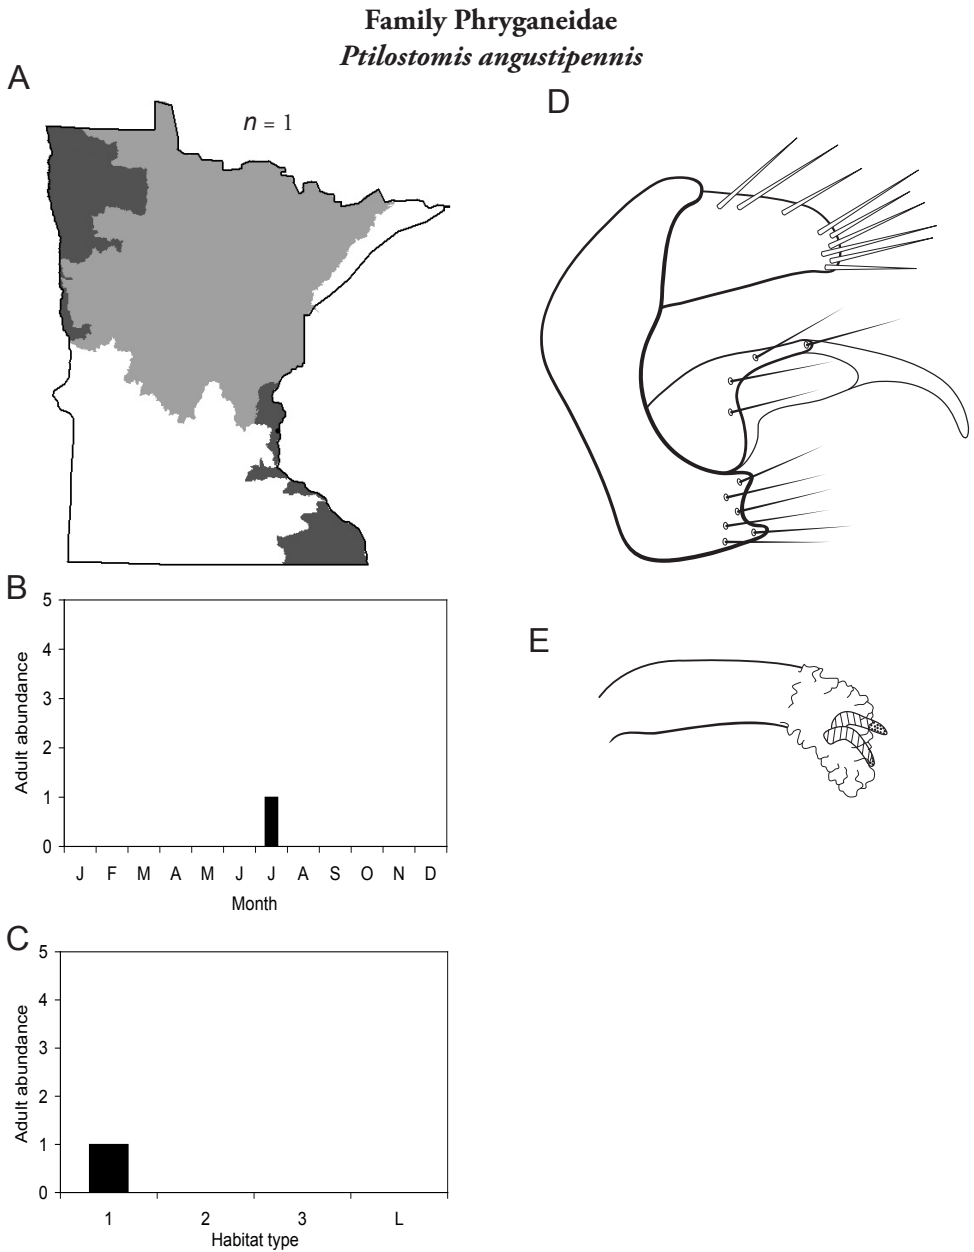 Family Phryganeidae
Ptilostomis angustipennis
A
n = 1
D
B
5
4
3
2
1
0
Adult abundance
J F M A M J J A S O N D
Month
E
C
5
4
3
2
1
0
Adult abundance
1 2 3 L
Habitat type